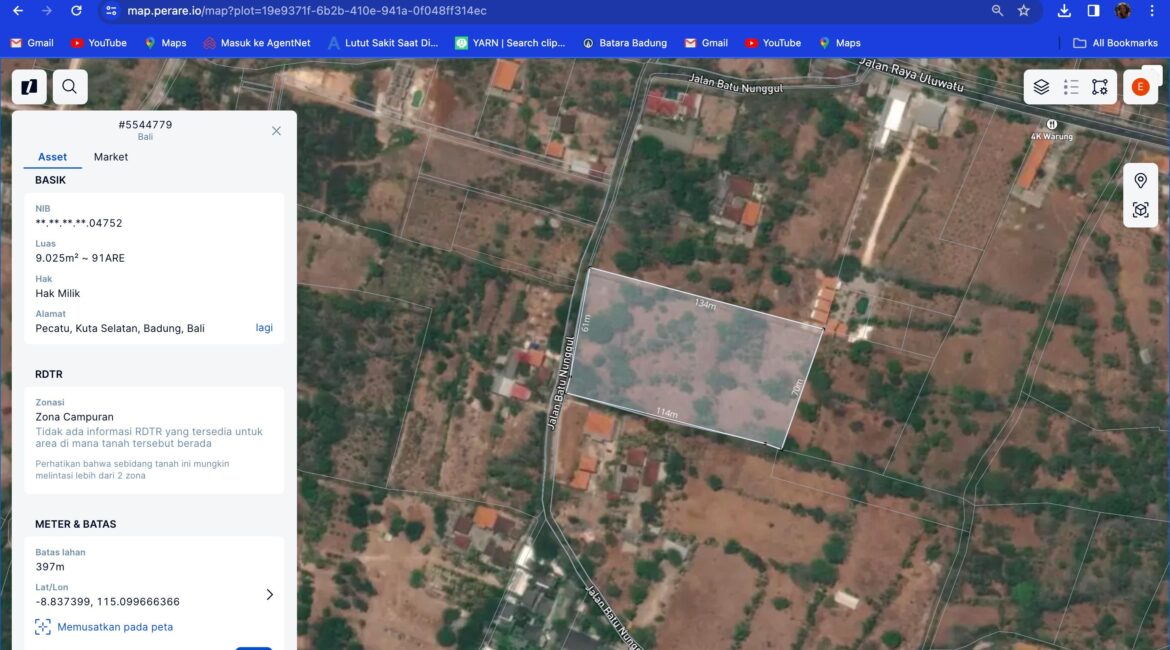 map.perare.io/map?plot=19e9371f-6b2b-410e-941a-0f048ff314ec
Gmail
YouTube
Maps
Masuk ke AgentNet
Lutut Sakit Saat Di...
YARN | Search clip...
Batara Badung
Gmail
YouTube
Maps
All Bookmarks
E
#5544779
Bali
Asset
Market
BASIK
NIB
**.**.**.**.04752
Luas
9.025m² ~ 91ARE
Hak
Hak Milik
Alamat
Pecatu, Kuta Selatan, Badung, Bali
lagi
RDTR
Zonasi
Zona Campuran
Tidak ada informasi RDTR yang tersedia untuk
area di mana tanah tersebut berada
Perhatikan bahwa sebidang tanah ini mungkin
melintasi lebih dari 2 zona
METER & BATAS
Batas lahan
397m
Lat/Lon
-8.837399, 115.099666366
Memusatkan pada peta
Jalan Batu Nunggul
Jalan Raya Uluwatu
4K Warung
134m
61m
70m
114m
Jalan Batu Nunggul
Jalan Batu Nungg